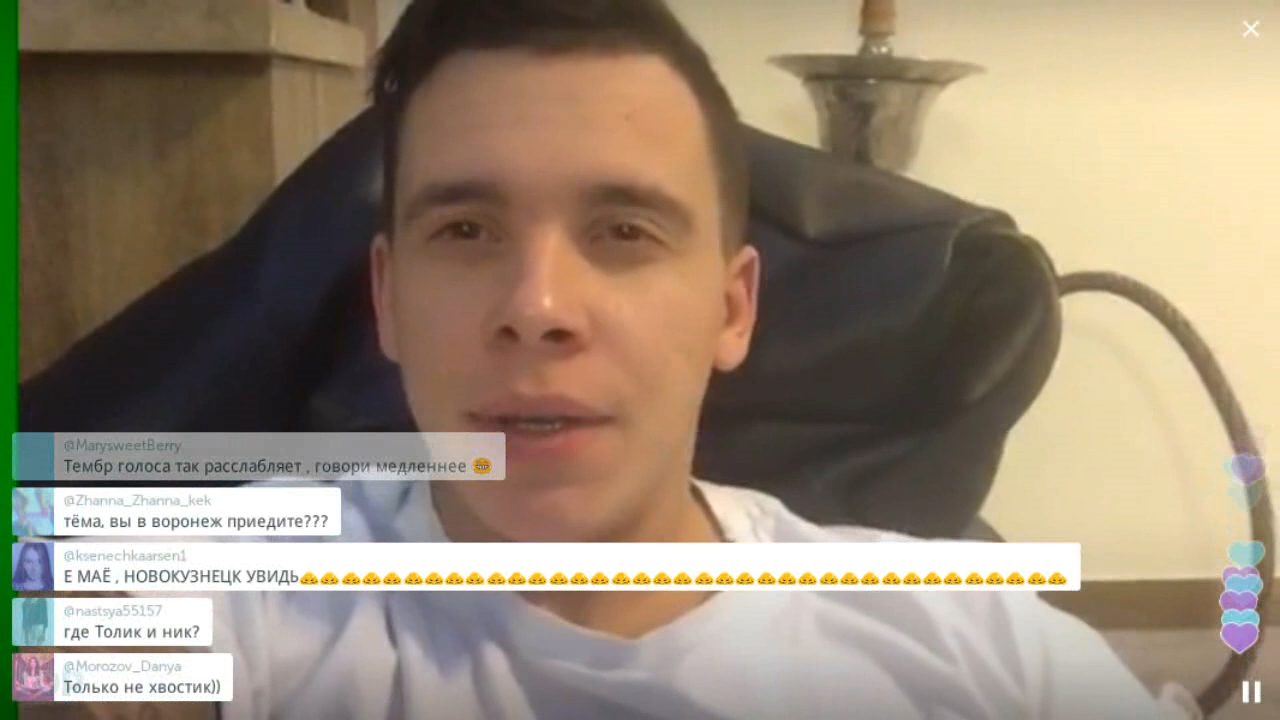 @MarysweetBerry
Тембр голоса так расслабляет , говори медленнее
@Zhanna_Zhanna_kek
тёма, вы в воронеж приедите???
@ksenechkaarsen1
Е МАЁ , НОВОКУЗНЕЦК УВИДЬ🙇🙇🙇🙇🙇🙇🙇🙇🙇🙇🙇🙇🙇🙇🙇🙇🙇🙇🙇🙇🙇🙇🙇🙇🙇🙇🙇🙇🙇🙇🙇🙇🙇🙇🙇🙇🙇
@nastsya55157
где Толик и ник?
@Morozov_Danya
Только не хвостик))